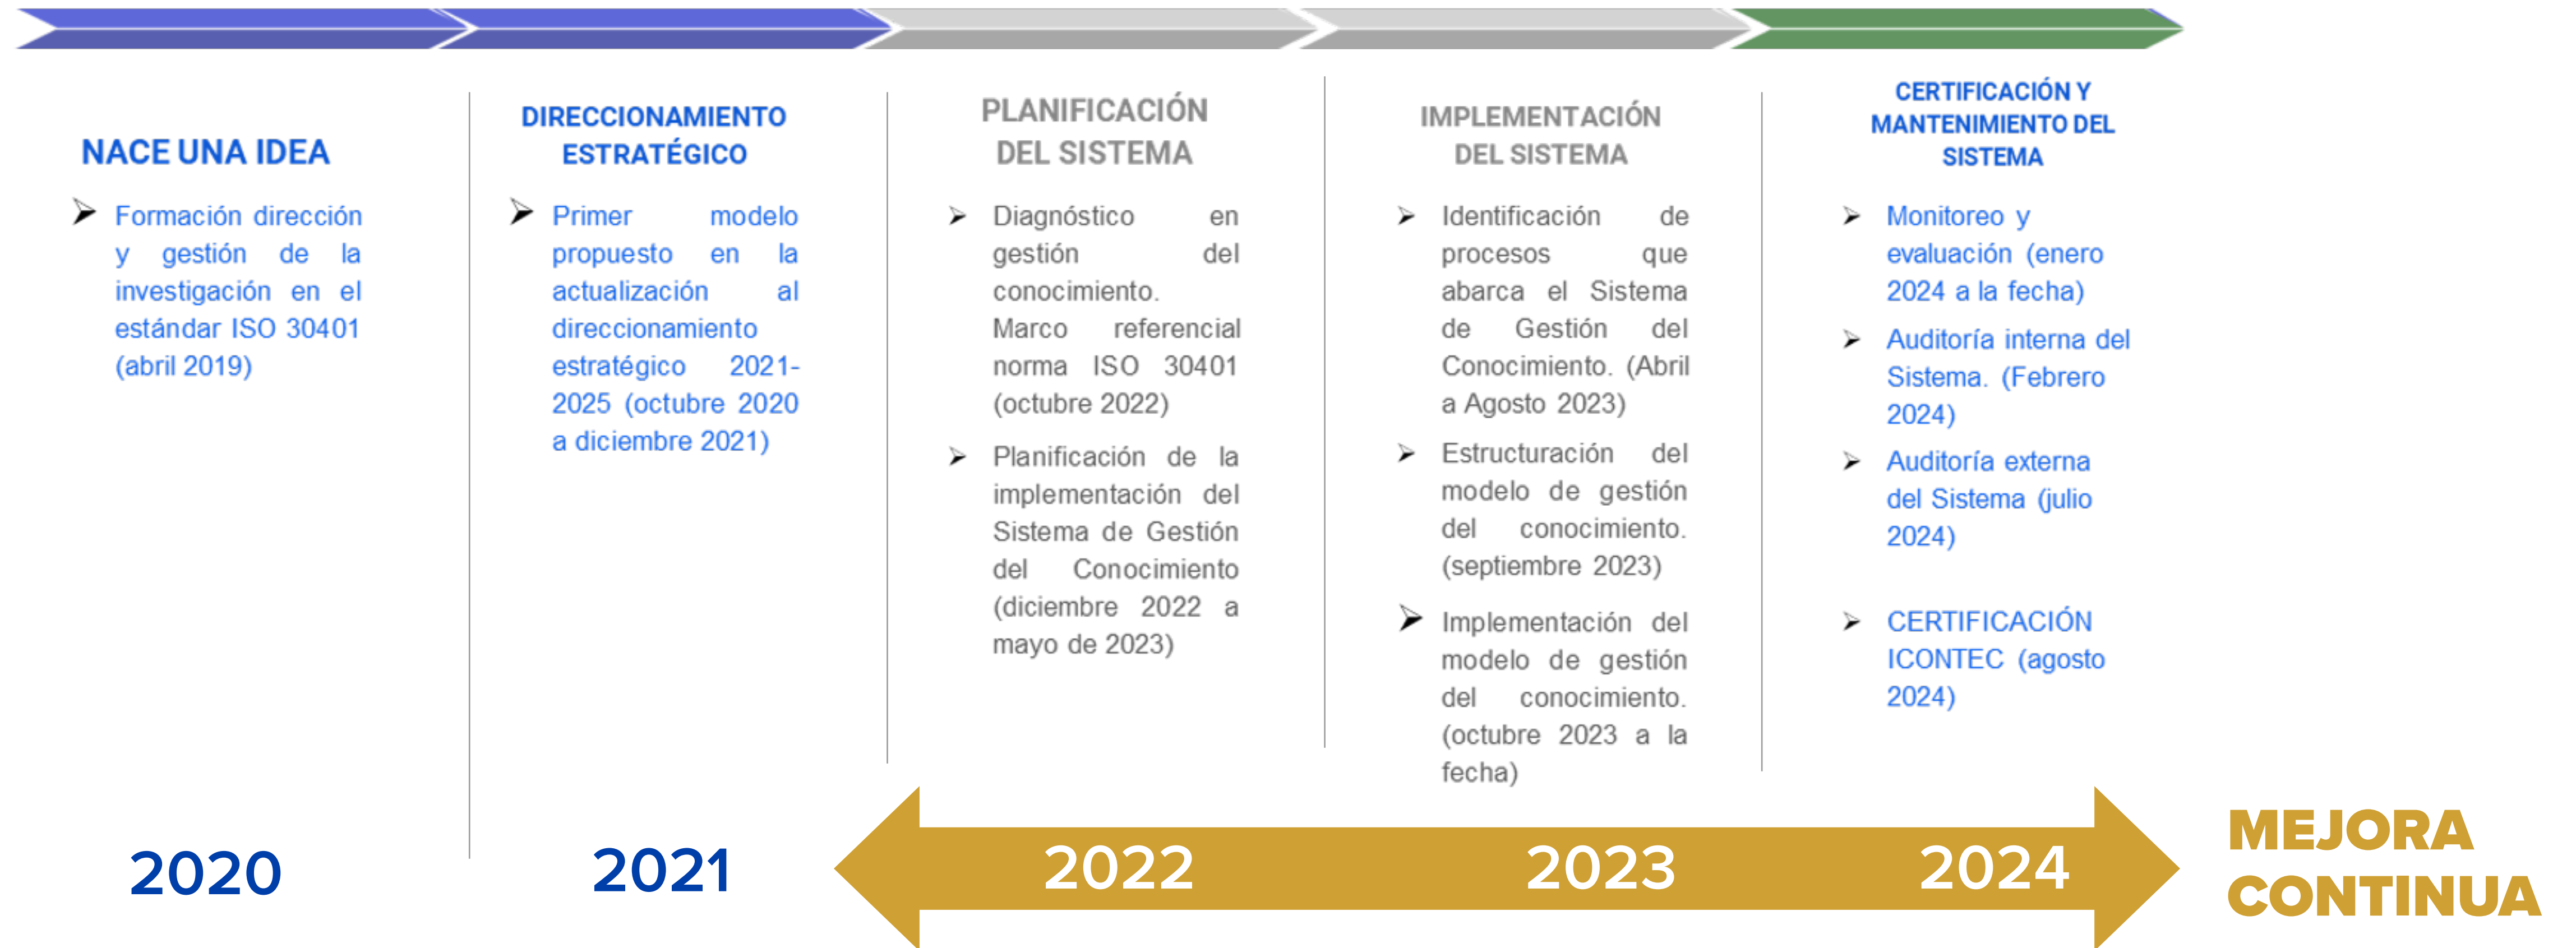 NACE UNA IDEA
Formación dirección
y gestión de la
investigación en el
estándar ISO 30401
(abril 2019)
DIRECCIONAMIENTO
ESTRATÉGICO
Primer modelo
propuesto en la
actualización al
direccionamiento
estratégico 2021-
2025 (octubre 2020
a diciembre 2021)
PLANIFICACIÓN
DEL SISTEMA
Diagnóstico en
gestión del
conocimiento.
Marco referencial
norma ISO 30401
(octubre 2022)
Planificación de la
implementación del
Sistema de Gestión
del Conocimiento
(diciembre 2022 a
mayo de 2023)
IMPLEMENTACIÓN
DEL SISTEMA
Identificación de
procesos que
abarca el Sistema
de Gestión del
Conocimiento. (Abril
a Agosto 2023)
Estructuración del
modelo de gestión
del conocimiento.
(septiembre 2023)
Implementación del
modelo de gestión
del conocimiento.
(octubre 2023 a la
fecha)
CERTIFICACIÓN Y
MANTENIMIENTO DEL
SISTEMA
Monitoreo y
evaluación (enero
2024 a la fecha)
Auditoría interna del
Sistema. (Febrero
2024)
Auditoría externa
del Sistema (julio
2024)
CERTIFICACIÓN
ICONTEC (agosto
2024)
2020
2021
2022
2023
2024
MEJORA
CONTINUA